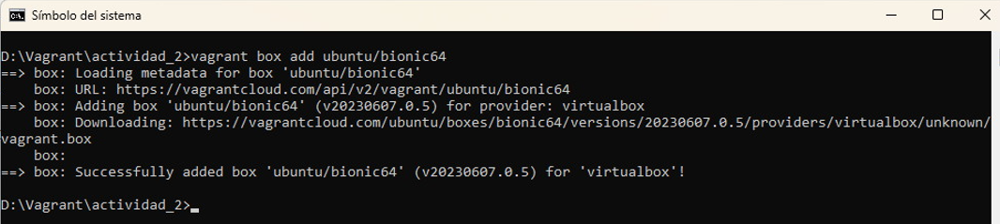 Símbolo del sistema
D:\Vagrant\actividad_2>vagrant box add ubuntu/bionic64
==> box: Loading metadata for box 'ubuntu/bionic64'
    box: URL: https://vagrantcloud.com/api/v2/vagrant/ubuntu/bionic64
==> box: Adding box 'ubuntu/bionic64' (v20230607.0.5) for provider: virtualbox
    box: Downloading: https://vagrantcloud.com/ubuntu/boxes/bionic64/versions/20230607.0.5/providers/virtualbox/unknown/
vagrant.box
    box:
==> box: Successfully added box 'ubuntu/bionic64' (v20230607.0.5) for 'virtualbox'!
D:\Vagrant\actividad_2>